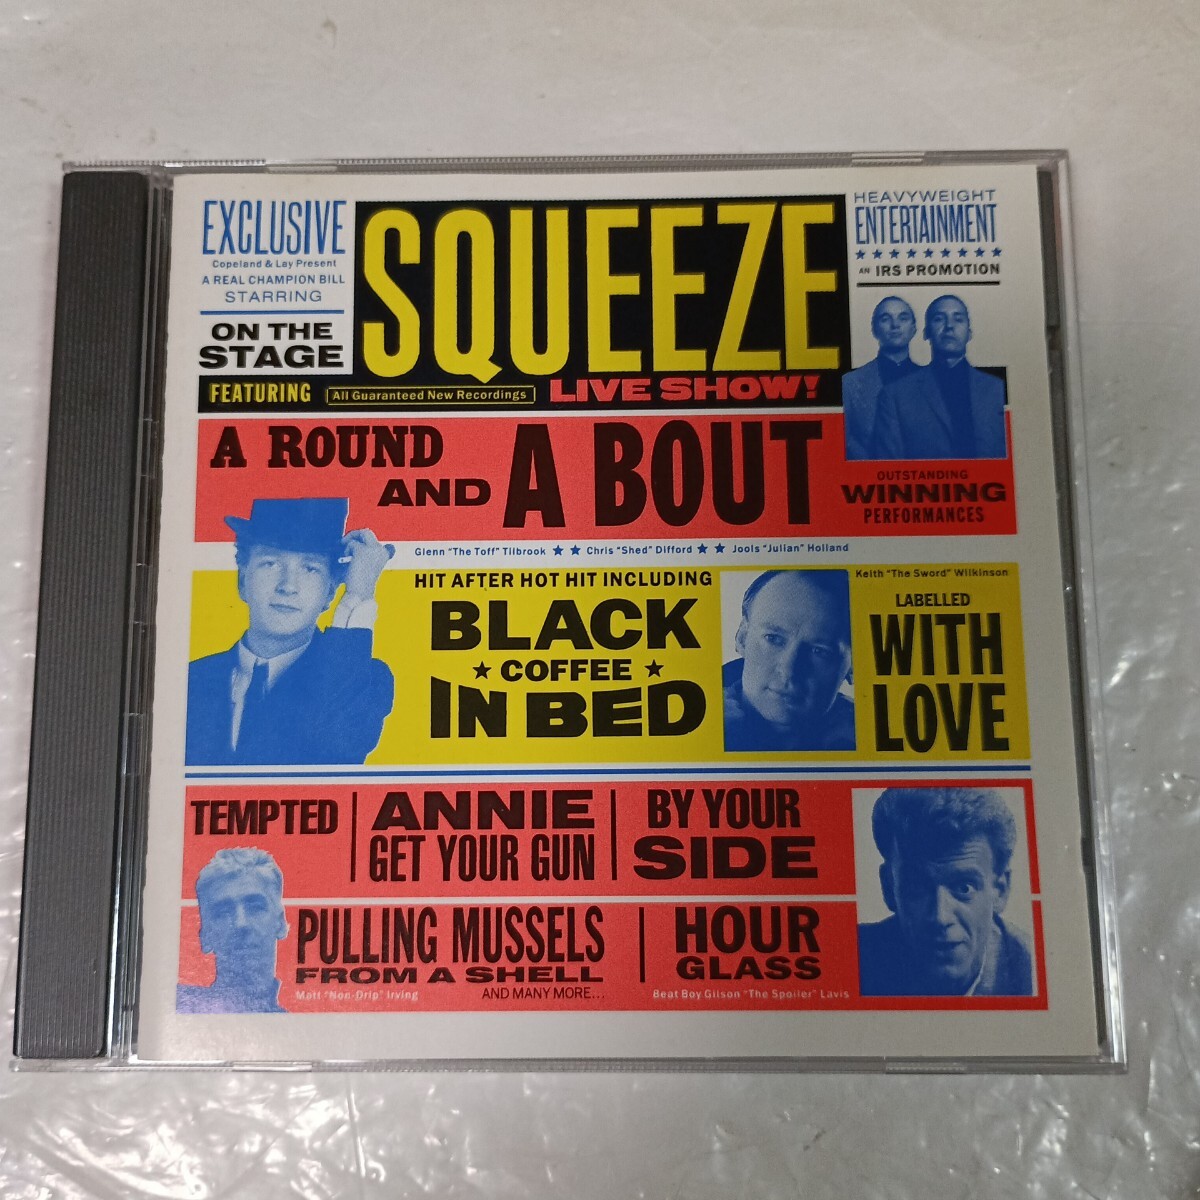 EXCLUSIVE
Copeland & Lay Present
A REAL CHAMPION BILL
STARRING
ON THE
STAGE
SQUEEZE
HEAVYWEIGHT
ENTERTAINMENT
AN IRS PROMOTION
FEATURING
All Guaranteed New Recordings
LIVE SHOW!
A ROUND
AND A BOUT
OUTSTANDING
WINNING
PERFORMANCES
Glenn "The Toff" Tilbrook ★ ★ Chris "Shed" Difford ★ ★ Jools "Julian" Holland
Keith "The Sword" Wilkinson
HIT AFTER HOT HIT INCLUDING
BLACK
★ COFFEE ★
IN BED
LABELLED
WITH
LOVE
TEMPTED
ANNIE
GET YOUR GUN
BY YOUR
SIDE
PULLING MUSSELS
FROM A SHELL
HOUR
GLASS
Matt "Non-Drip" Irving
AND MANY MORE...
Beat Boy Gilson "The Spoiler" Lavis